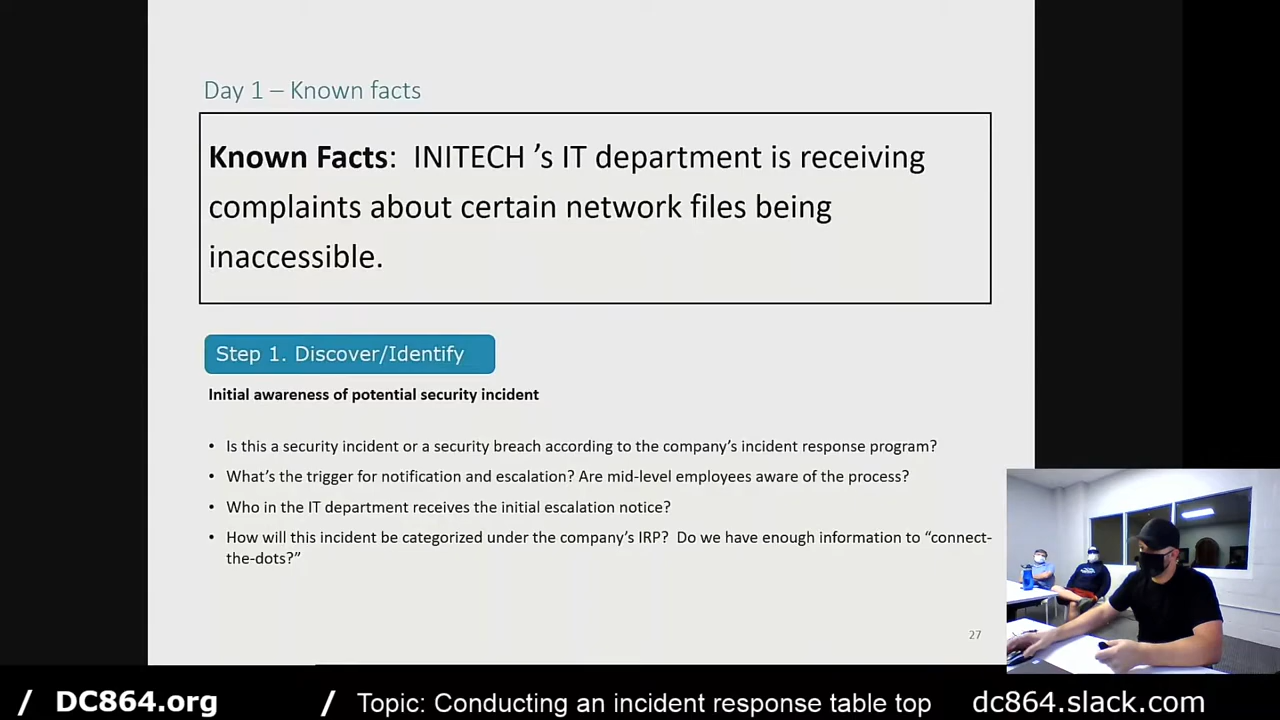 Day 1 – Known facts
Known Facts:  INITECH ’s IT department is receiving
complaints about certain network files being
inaccessible.
Step 1. Discover/Identify
Initial awareness of potential security incident
• Is this a security incident or a security breach according to the company’s incident response program?
• What’s the trigger for notification and escalation? Are mid-level employees aware of the process?
• Who in the IT department receives the initial escalation notice?
• How will this incident be categorized under the company’s IRP?  Do we have enough information to “connect-
the-dots?”
27
/ DC864.org / Topic: Conducting an incident response table top dc864.slack.com